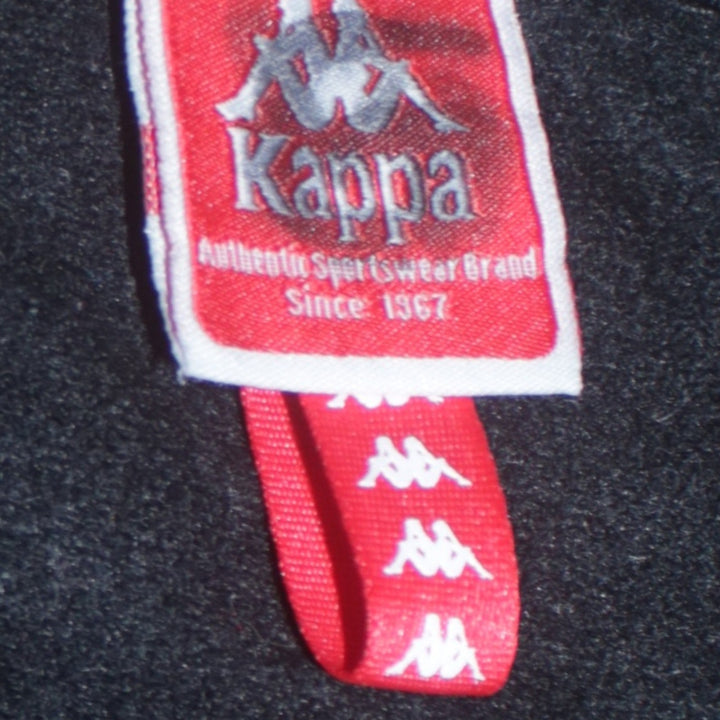 Kappa
Authentic Sportswear Brand
Since 1967